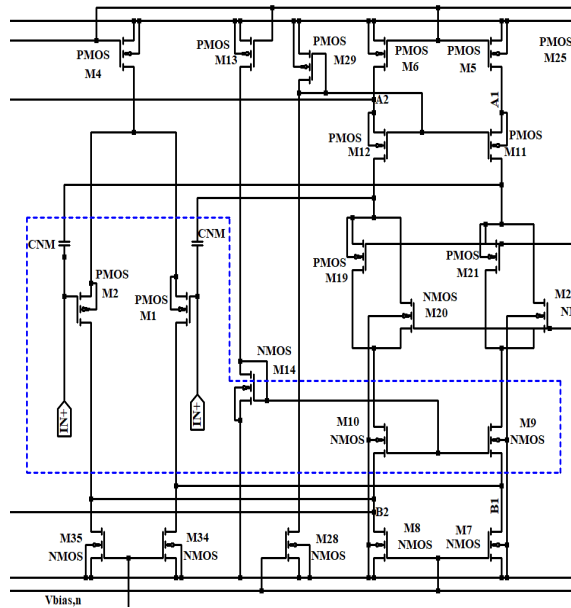 PMOS
M4
PMOS
M13
PMOS
M29
PMOS
M6
PMOS
M5
PMOS
M25
A2
A1
PMOS
M12
PMOS
M11
CNM
CNM
PMOS
M2
PMOS
M1
PMOS
M19
PMOS
M21
NMOS
M20
NMOS
M14
IN+
IN+
M10
NMOS
M9
NMOS
B2
B1
M35
NMOS
M34
NMOS
M28
NMOS
M8
NMOS
M7
NMOS
Vbias,n